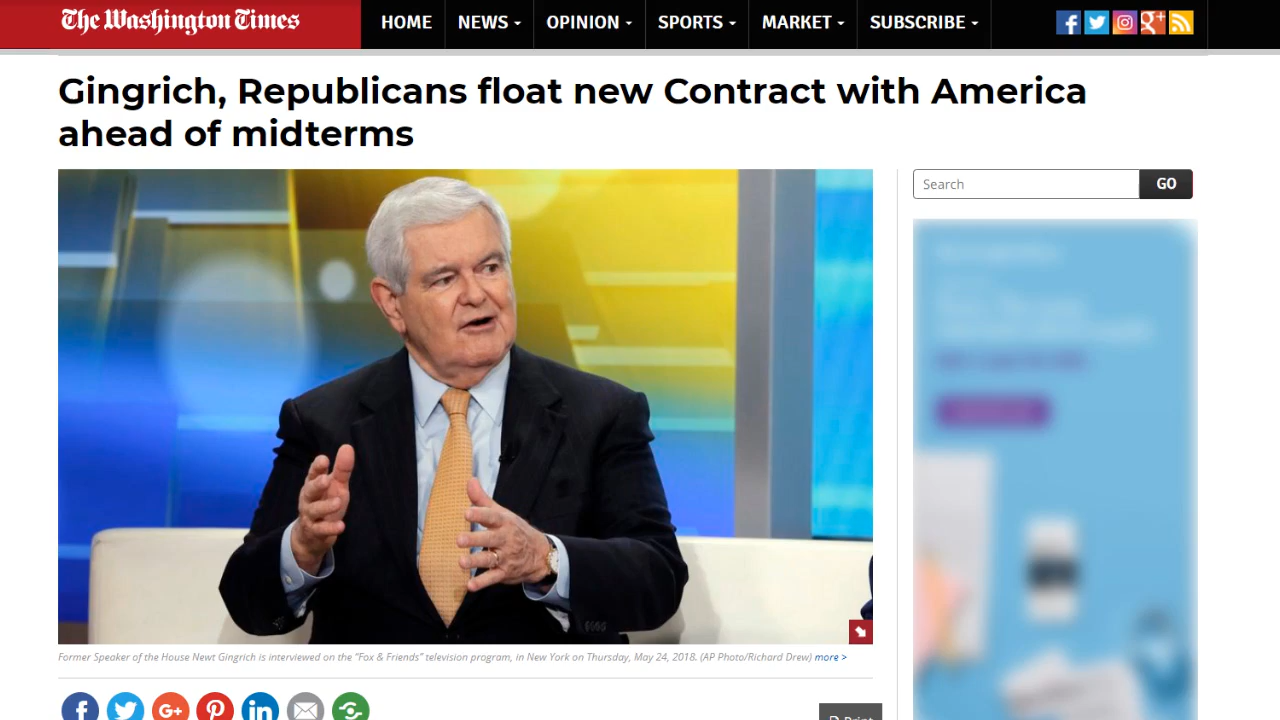 The Washington Times
HOME NEWS OPINION SPORTS MARKET SUBSCRIBE
Gingrich, Republicans float new Contract with America
ahead of midterms
Search GO
Former Speaker of the House Newt Gingrich is interviewed on the “Fox & Friends” television program, in New York on Thursday, May 24, 2018. (AP Photo/Richard Drew) more >
Print